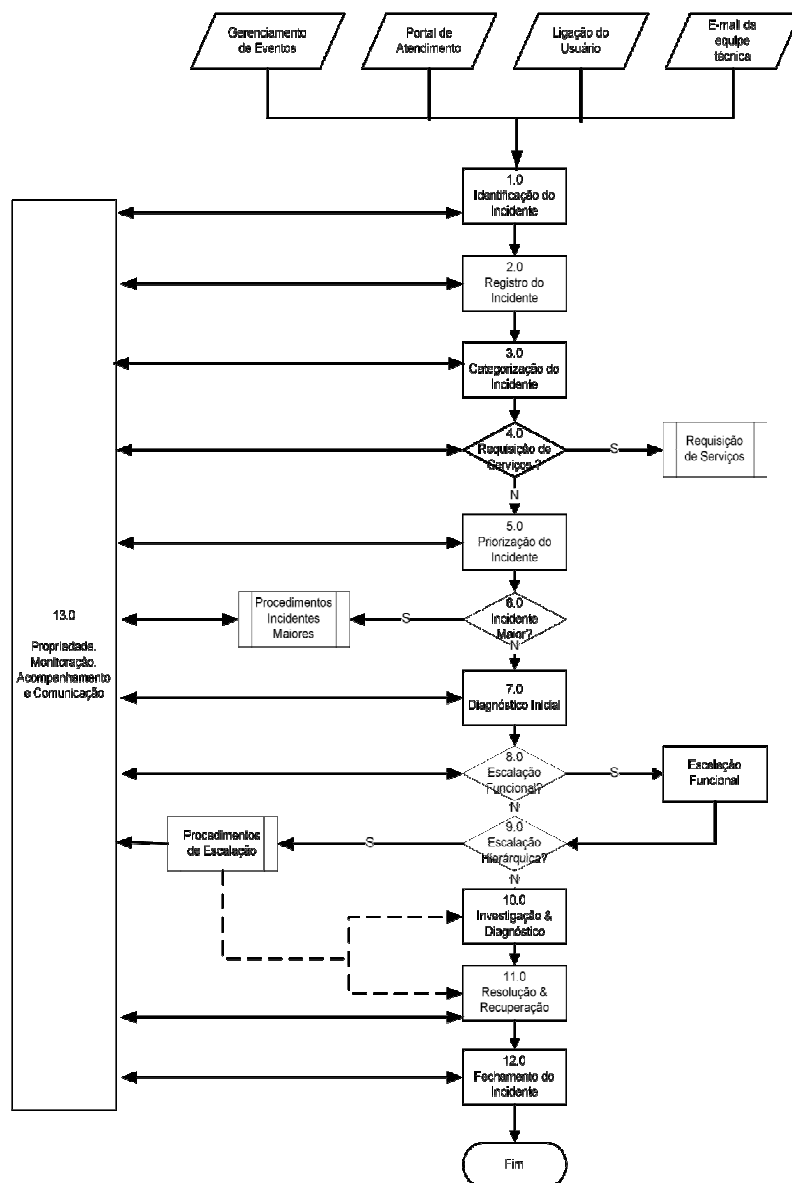 Gerenciamento
de Eventos
Portal de
Atendimento
Ligação do
Usuário
E-mail da
equipe
técnica
1.0
Identificação do
Incidente
2.0
Registro do
Incidente
3.0
Categorização do
Incidente
4.0
Requisição de
Serviços ?
S
Requisição
de Serviços
N
5.0
Priorização do
Incidente
6.0
Incidente
Maior?
S
Procedimentos
Incidentes
Maiores
N
13.0
Propriedade,
Monitoração,
Acompanhamento
e Comunicação
7.0
Diagnóstico Inicial
8.0
Escalação
Funcional?
S
Escalação
Funcional
N
9.0
Escalação
Hierárquica?
S
Procedimentos
de Escalação
N
10.0
Investigação &
Diagnóstico
11.0
Resolução &
Recuperação
12.0
Fechamento do
Incidente
Fim